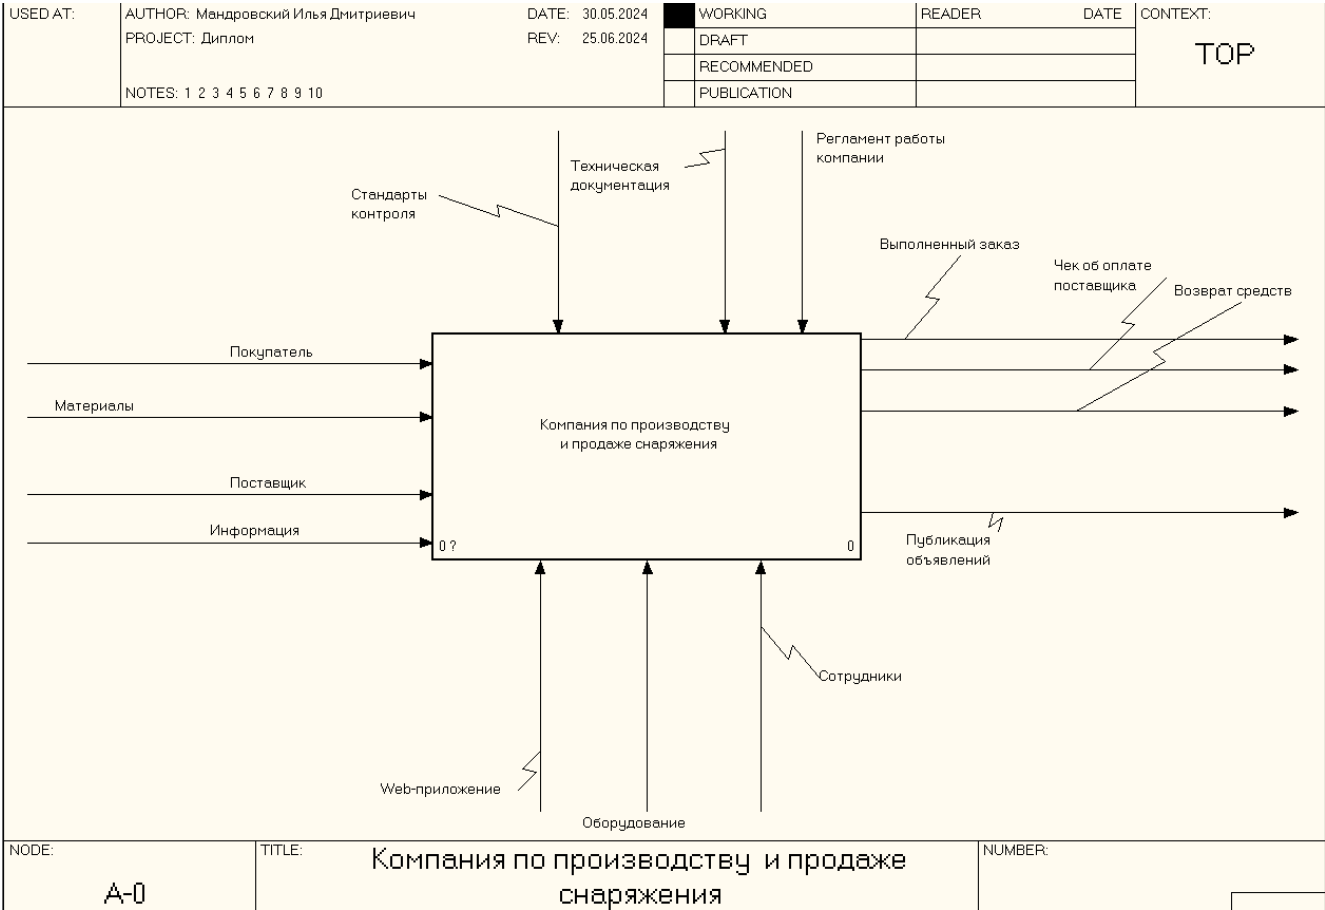 USED AT:
AUTHOR: Мандровский Илья Дмитриевич
DATE: 30.05.2024
PROJECT: Диплом
REV: 25.06.2024
NOTES: 1 2 3 4 5 6 7 8 9 10
WORKING
DRAFT
RECOMMENDED
PUBLICATION
READER DATE
CONTEXT:
TOP
Регламент работы
компании
Техническая
документация
Стандарты
контроля
Выполненный заказ
Чек об оплате
поставщика
Возврат средств
Покупатель
Материалы
Поставщик
Информация
Компания по производству
и продаже снаряжения
0 ?
0
Публикация
объявлений
Сотрудники
Web-приложение
Оборудование
NODE:
A-0
TITLE:
Компания по производству и продаже
снаряжения
NUMBER: